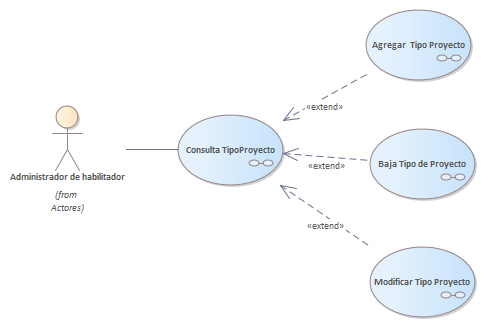 Agregar Tipo Proyecto
«extend»
Consulta TipoProyecto
Baja Tipo de Proyecto
«extend»
Administrador de habilitador
(from
Actores)
«extend»
Modificar Tipo Proyecto